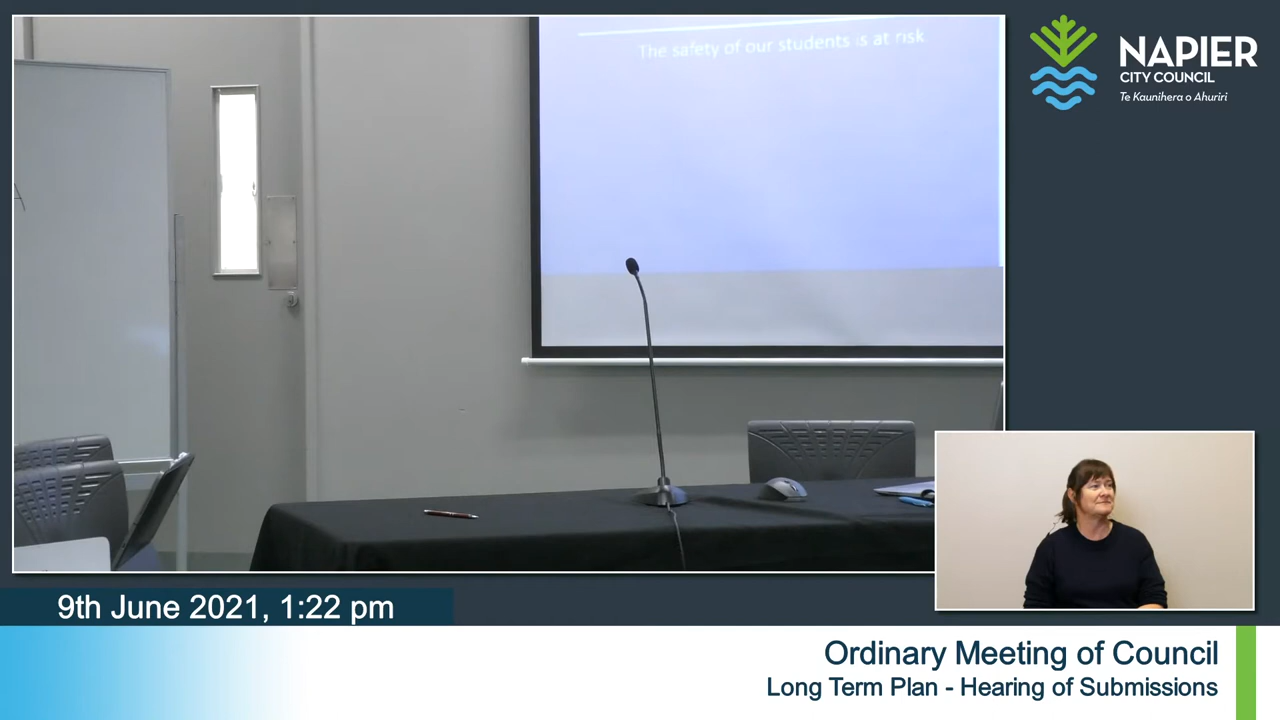 The safety of our students is at risk
NAPIER
CITY COUNCIL
Te Kaunihera o Ahuriri
9th June 2021, 1:22 pm
Ordinary Meeting of Council
Long Term Plan - Hearing of Submissions